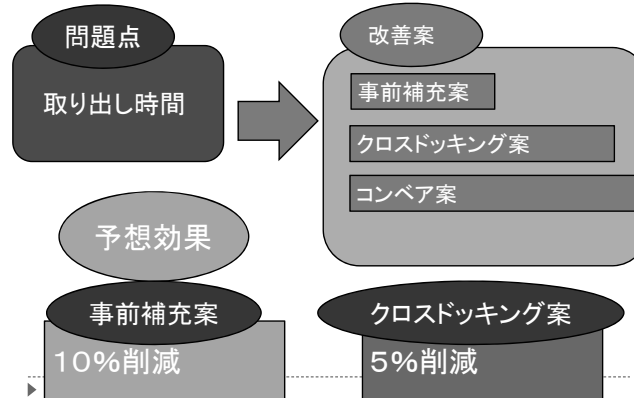 問題点
取り出し時間
改善案
事前補充案
クロスドッキング案
コンベア案
予想効果
事前補充案
10%削減
クロスドッキング案
5%削減